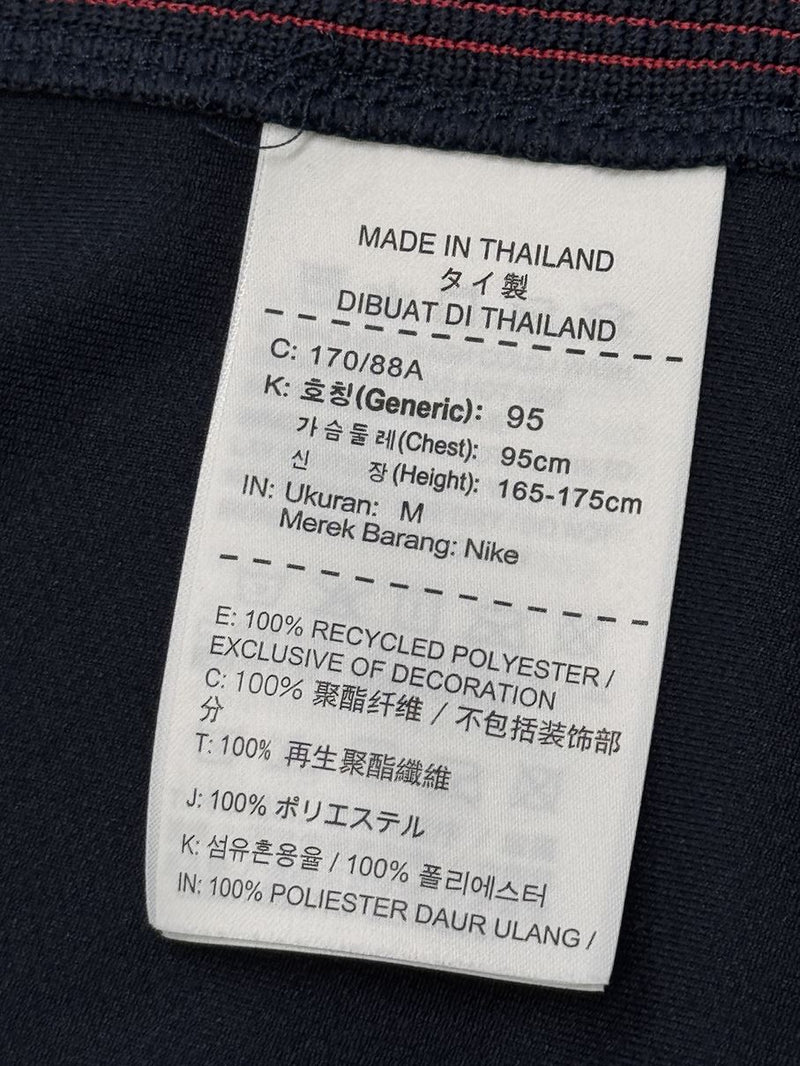 MADE IN THAILAND
タイ製
DIBUAT DI THAILAND
C: 170/88A
K: 호칭(Generic): 95
가슴둘레(Chest): 95cm
신 장(Height): 165-175cm
IN: Ukuran: M
Merek Barang: Nike
E: 100% RECYCLED POLYESTER /
EXCLUSIVE OF DECORATION
C: 100% 聚酯纤维 / 不包括装饰部
分
T: 100% 再生聚酯纖維
J: 100% ポリエステル
K: 섬유혼용율 / 100% 폴리에스터
IN: 100% POLIESTER DAUR ULANG /